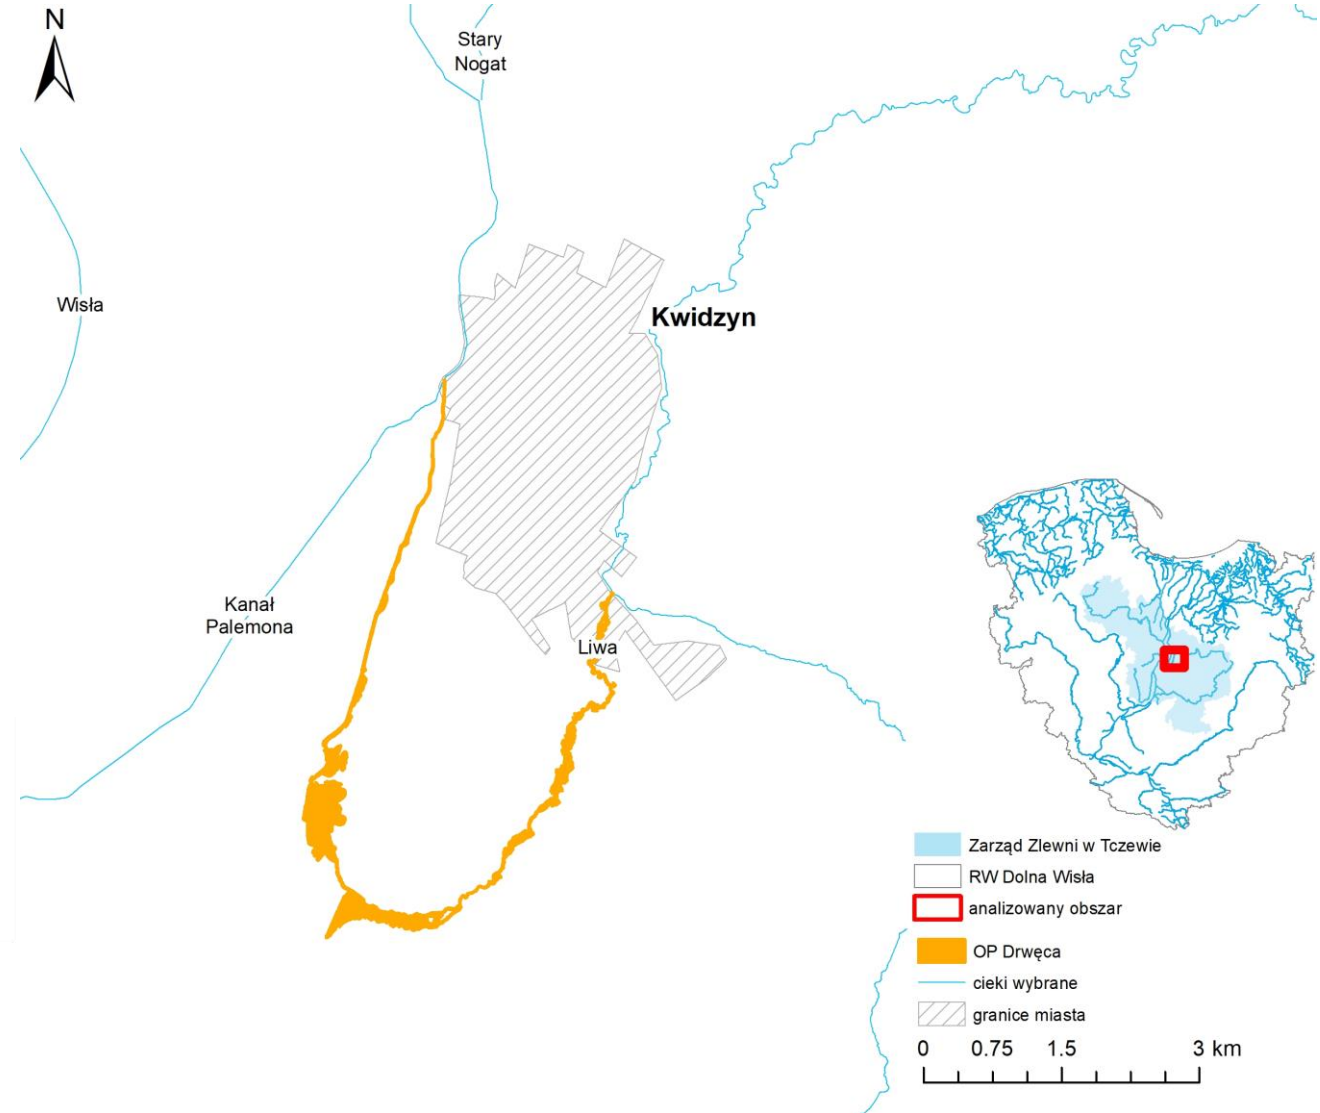 N
Stary
Nogat
Wisła
Kwidzyn
Kanał
Palemona
Liwa
Zarząd Zlewni w Tczewie
RW Dolna Wisła
analizowany obszar
OP Drwęca
cieki wybrane
granice miasta
0 0.75 1.5 3 km